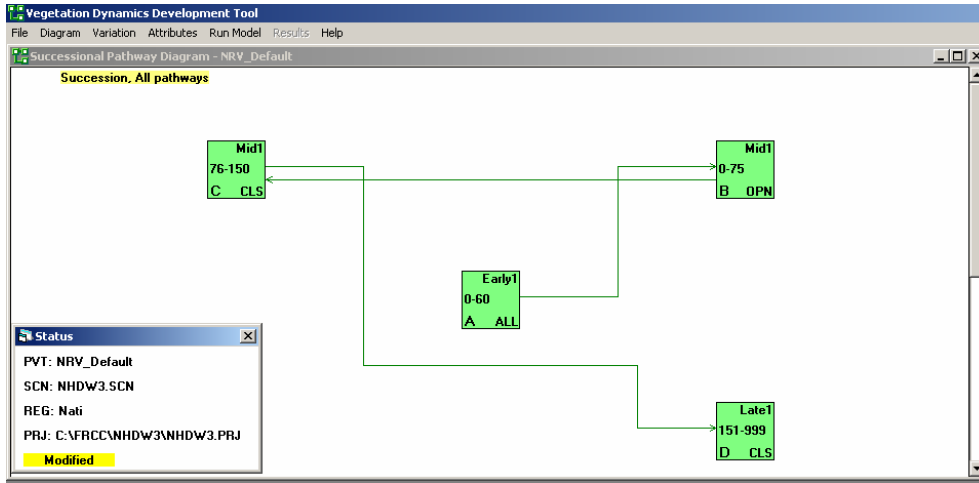 Vegetation Dynamics Development Tool
File Diagram Variation Attributes Run Model Results Help
Successional Pathway Diagram - NRV_Default
Succession, All pathways
Mid1
76-150
C CLS
Mid1
0-75
B OPN
Early1
0-60
A ALL
Status
PVT: NRV_Default
SCN: NHDW3.SCN
REG: Nati
PRJ: C:\FRCC\NHDW3\NHDW3.PRJ
Modified
Late1
151-999
D CLS